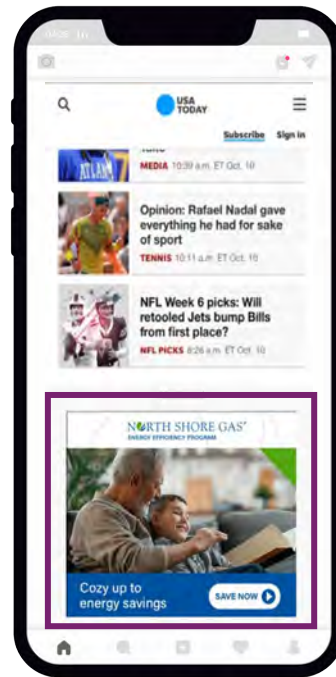 USA
TODAY
Subscribe Sign in
ATLAN
MEDIA 10:39 a.m. ET Oct. 10
Opinion: Rafael Nadal gave
everything he had for sake
of sport
TENNIS 10:11 a.m. ET Oct. 10
NFL Week 6 picks: Will
retooled Jets bump Bills
from first place?
NFL PICKS 8:26 a.m. ET Oct. 10
NORTH SHORE GAS®
ENERGY EFFICIENCY PROGRAM
Cozy up to
energy savings
SAVE NOW